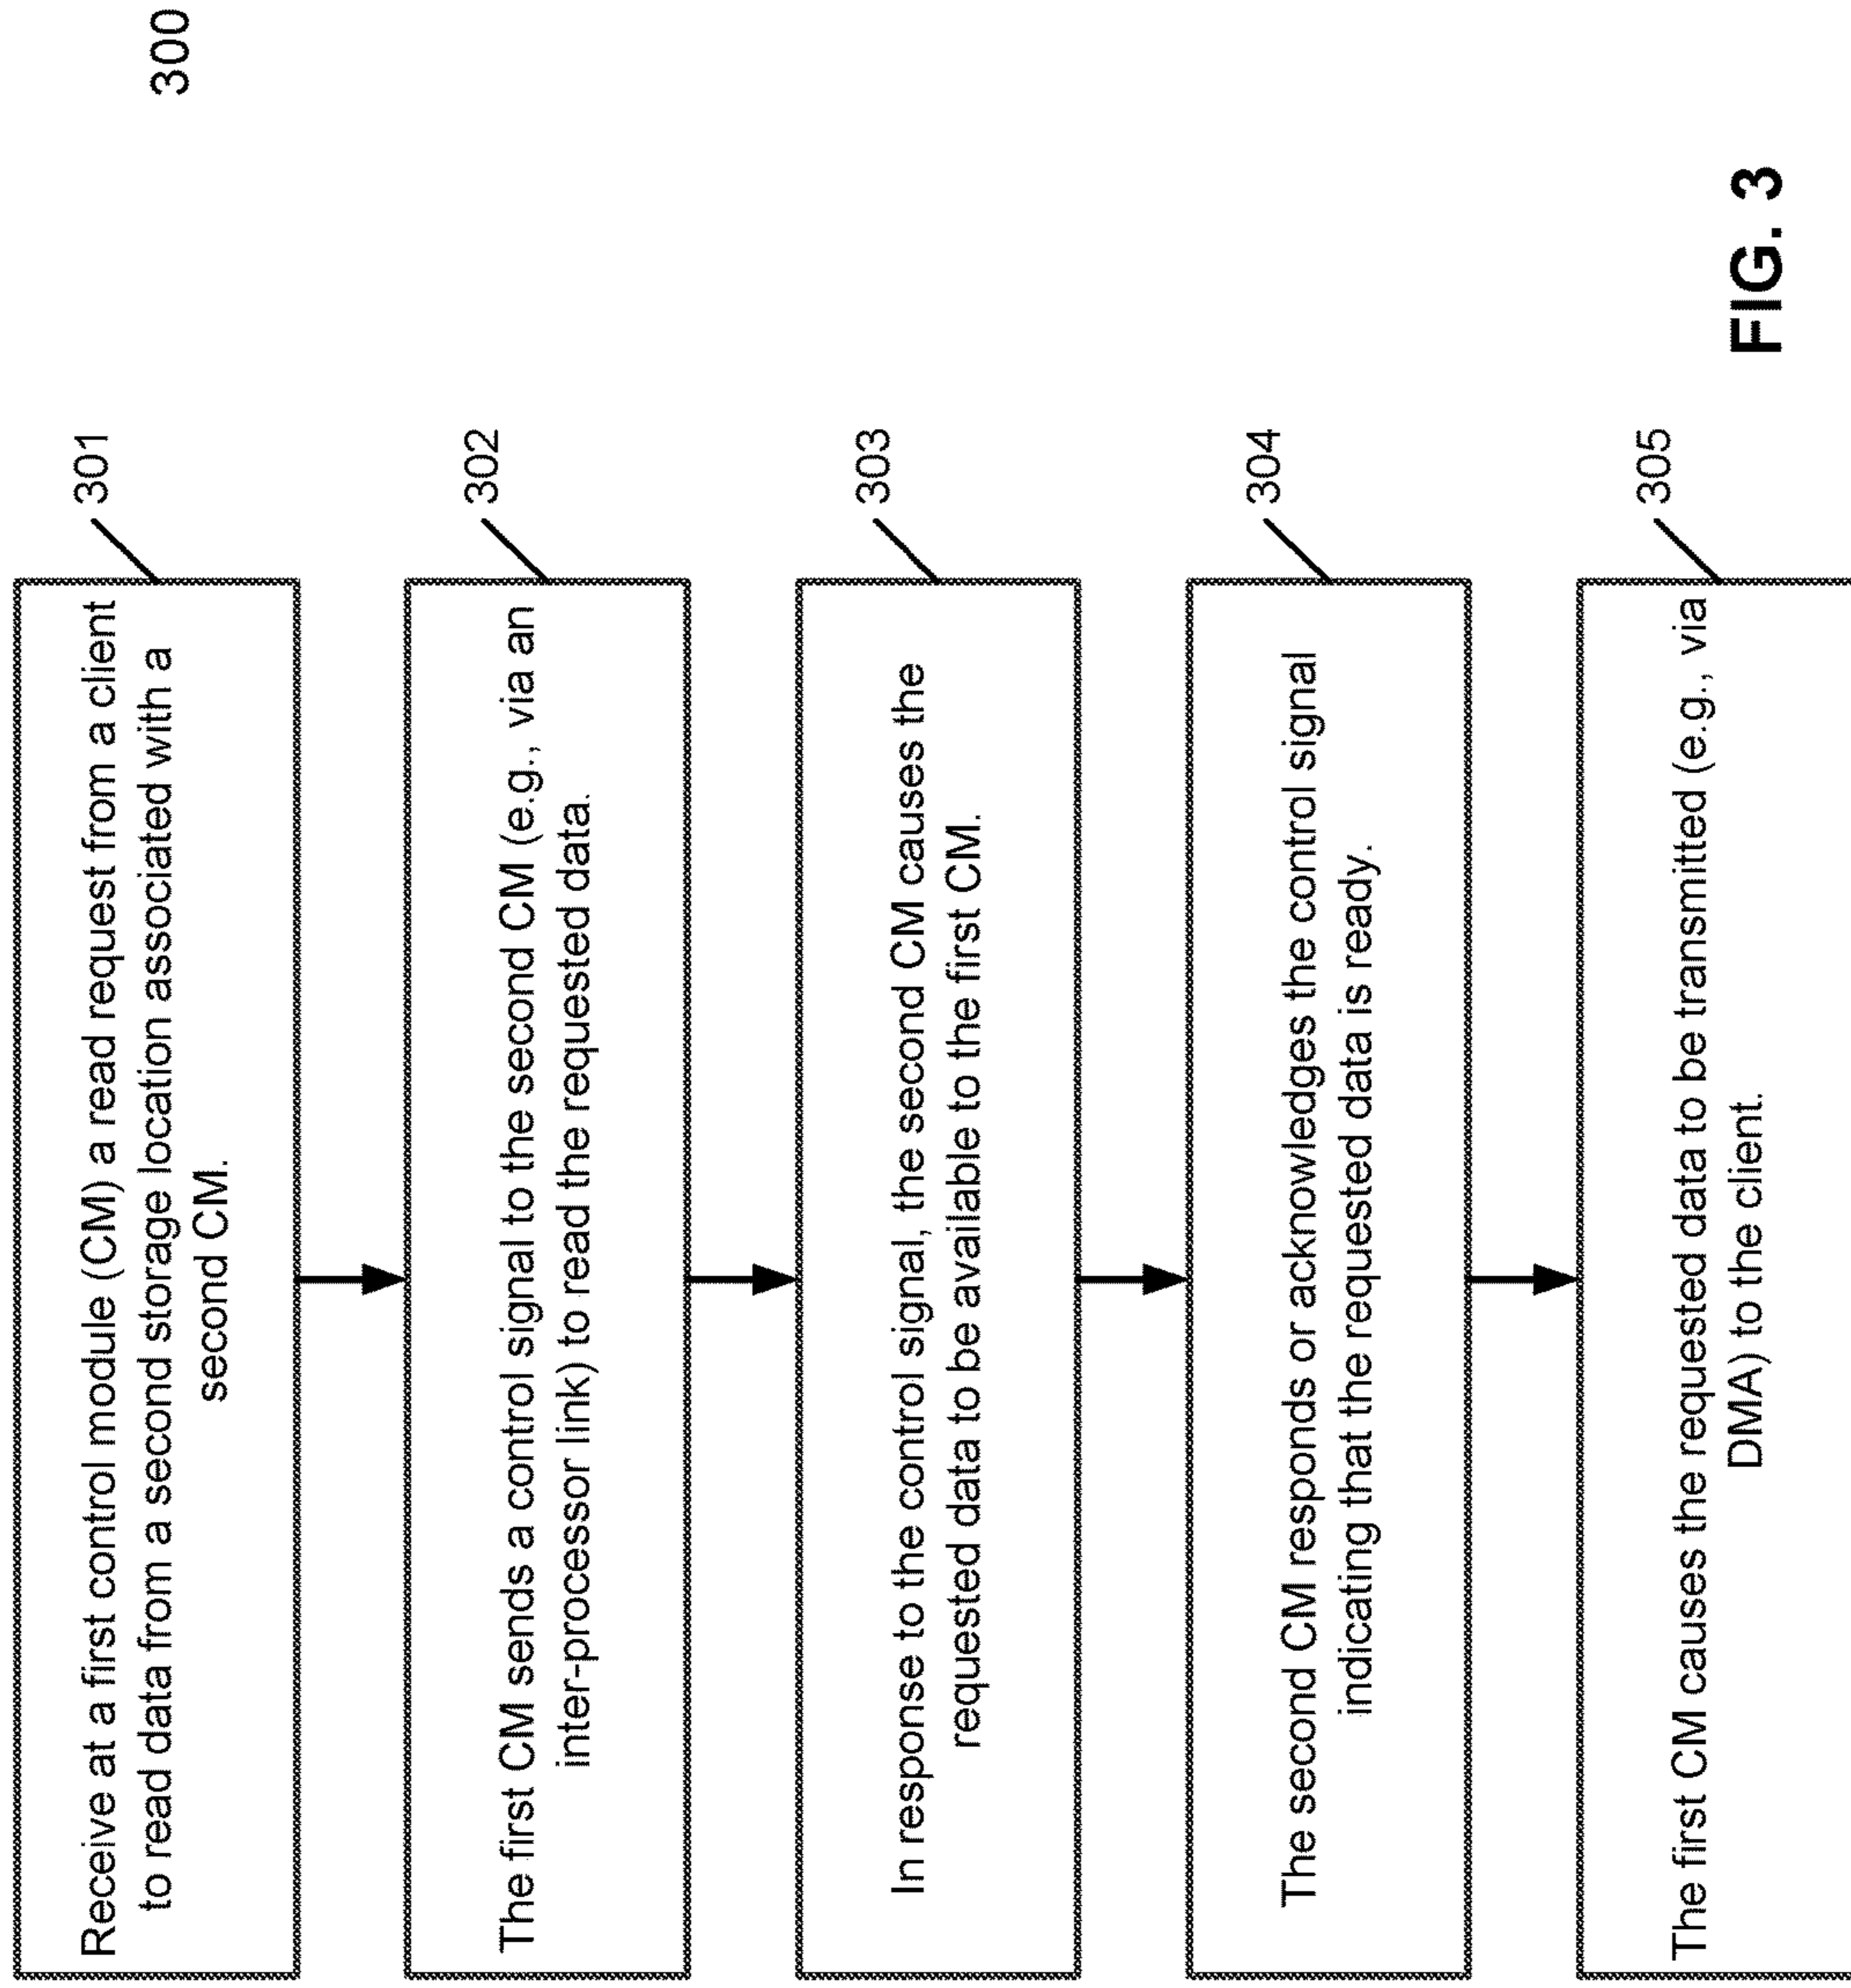 300
Receive at a first control module (CM) a read request from a client
to read data from a second storage location associated with a
second CM.
301
The first CM sends a control signal to the second CM (e.g., via an
inter-processor link) to read the requested data.
302
In response to the control signal, the second CM causes the
requested data to be available to the first CM.
303
The second CM responds or acknowledges the control signal
indicating that the requested data is ready.
304
The first CM causes the requested data to be transmitted (e.g., via
DMA) to the client.
305
FIG. 3